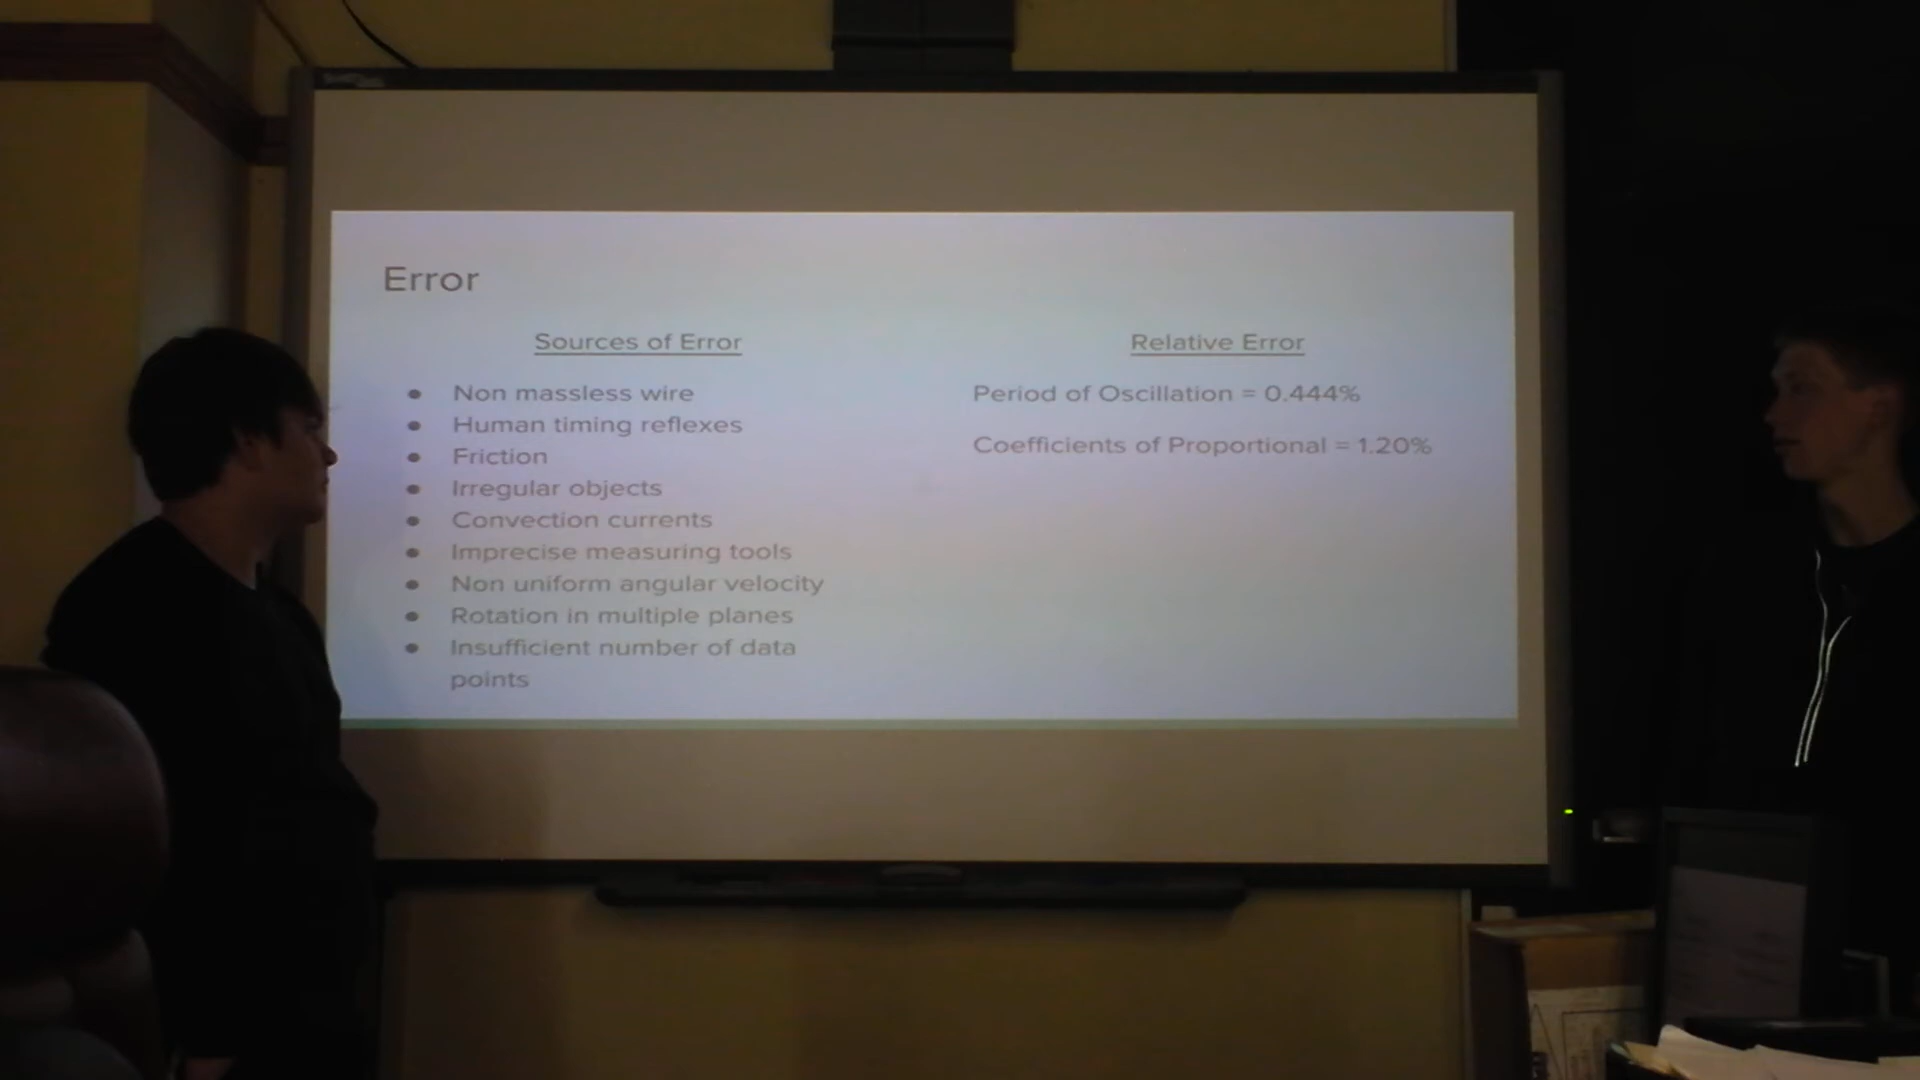 Error
Sources of Error
Non massless wire
Human timing reflexes
Friction
Irregular objects
Convection currents
Imprecise measuring tools
Non uniform angular velocity
Rotation in multiple planes
Insufficient number of data
points
Relative Error
Period of Oscillation = 0.444%
Coefficients of Proportional = 1.20%